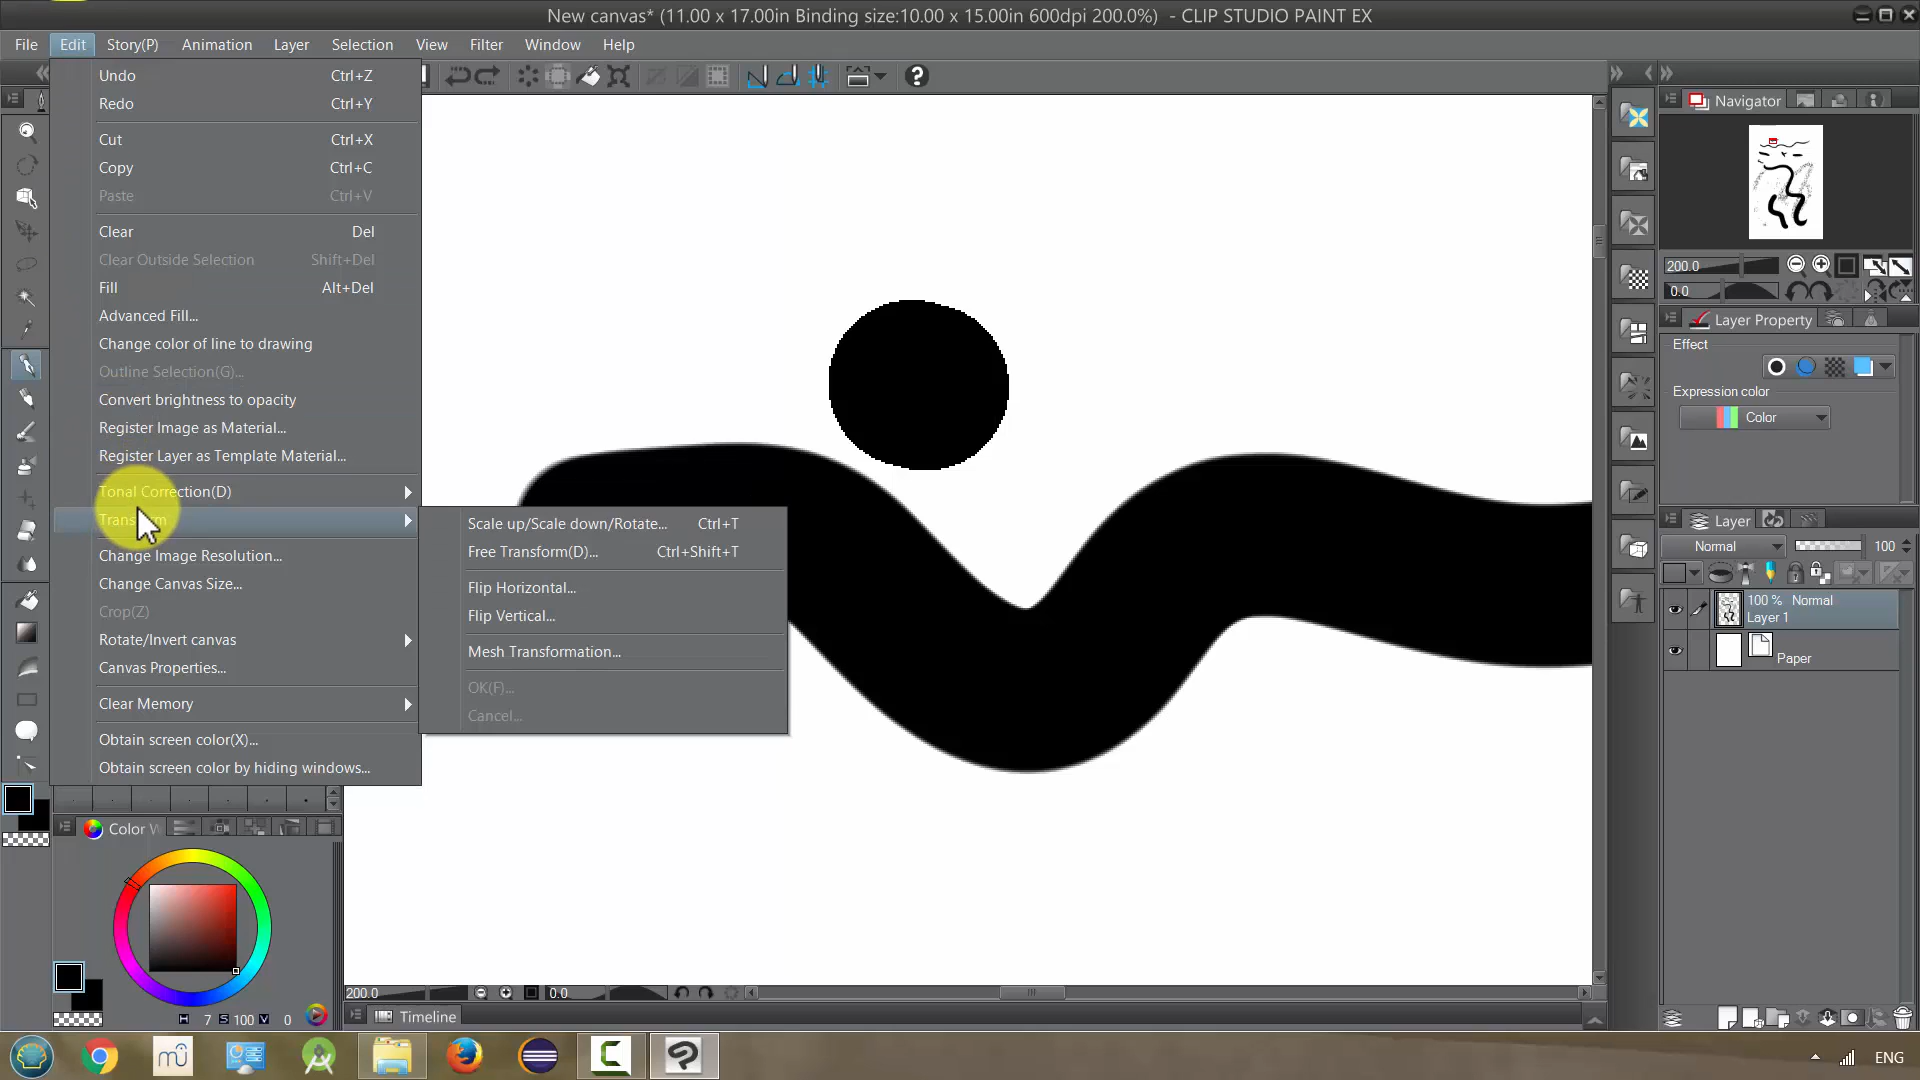 New canvas* (11.00 x 17.00in Binding size:10.00 x 15.00in 600dpi 200.0%) - CLIP STUDIO PAINT EX
File Edit Story(P) Animation Layer Selection View Filter Window Help
Undo Ctrl+Z
Redo Ctrl+Y
Cut Ctrl+X
Copy Ctrl+C
Paste Ctrl+V
Clear Del
Clear Outside Selection Shift+Del
Fill Alt+Del
Advanced Fill...
Change color of line to drawing
Outline Selection(G)...
Convert brightness to opacity
Register Image as Material...
Register Layer as Template Material...
Tonal Correction(D)
Transform
Change Image Resolution...
Change Canvas Size...
Crop(Z)
Rotate/Invert canvas
Canvas Properties...
Clear Memory
Obtain screen color(X)...
Obtain screen color by hiding windows...
Scale up/Scale down/Rotate... Ctrl+T
Free Transform(D)... Ctrl+Shift+T
Flip Horizontal...
Flip Vertical...
Mesh Transformation...
OK(F)...
Cancel...
Navigator
200.0
0.0
Layer Property
Effect
Expression color
Color
Layer
Normal 100
100 % Normal
Layer 1
Paper
Color W
H 7 S 100 V 0
200.0 0.0
Timeline
mu
C
ENG